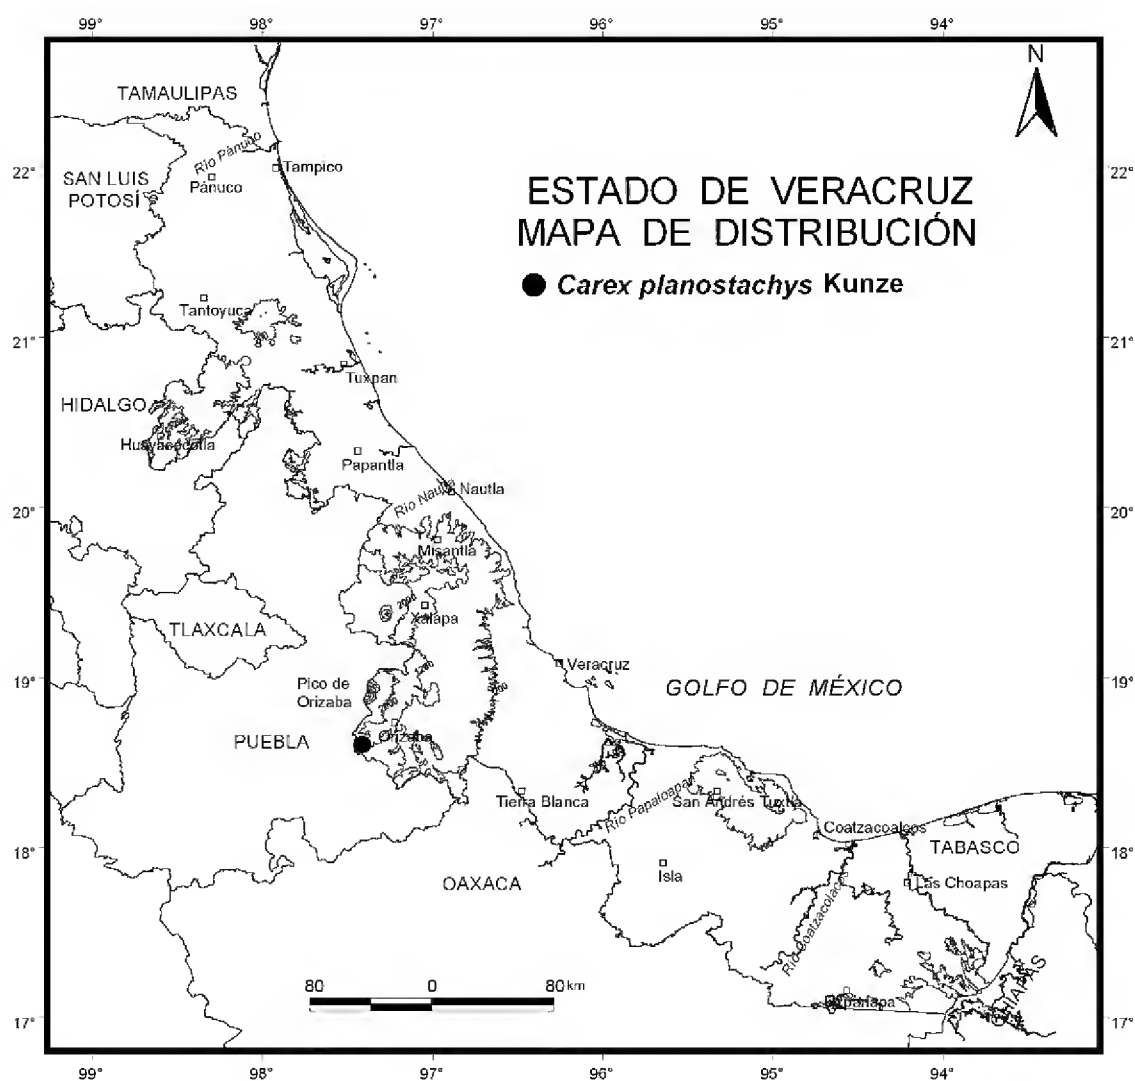 99° 98° 97° 96° 95° 94°
N
TAMAULIPAS
Río Pánuco
22° Tampico 22°
SAN LUIS
POTOSÍ
Pánuco
ESTADO DE VERACRUZ
MAPA DE DISTRIBUCIÓN
Carex planostachys Kunze
Tantoyuca
21° 21°
Tuxpan
HIDALGO
Huayacocotla
Papantla
Nautla
Río Nautla
20° 20°
Misantla
2000
Xalapa
TLAXCALA
Veracruz
19° 19°
Pico de
Orizaba
GOLFO DE MÉXICO
PUEBLA
Orizaba
Tierra Blanca
Río Papaloapan
San Andrés Tuxtla
Coatzacoalcos
18° 18°
TABASCO
Isla
OAXACA
Las Choapas
Río Coatzacoalcos
CHIAPAS
80 0 80 km
17° 17°
99° 98° 97° 96° 95° 94°